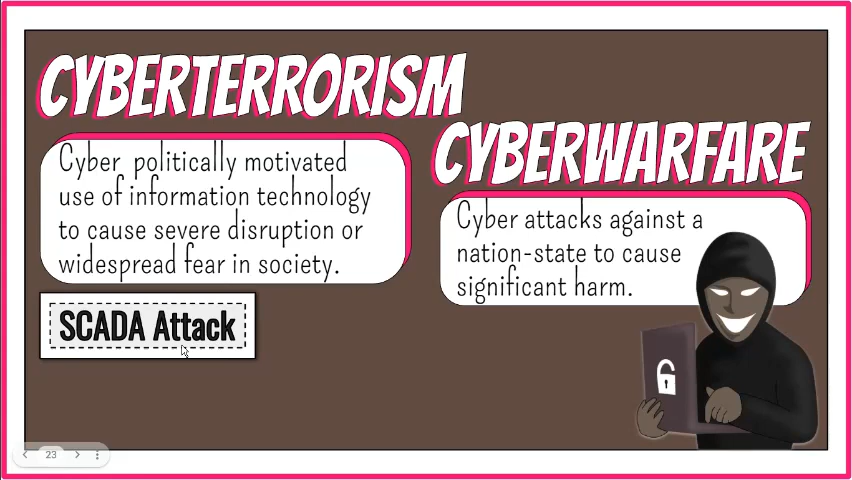 CYBERTERRORISM
Cyber politically motivated
use of information technology
to cause severe disruption or
widespread fear in society.
SCADA Attack
CYBERWARFARE
Cyber attacks against a
nation-state to cause
significant harm.
23